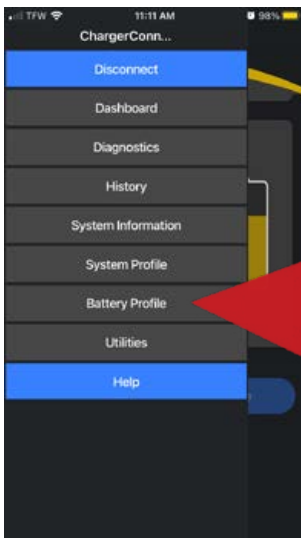 TFW 11:11 AM 98%
ChargerConn...
Disconnect
Dashboard
Diagnostics
History
System Information
System Profile
Battery Profile
Utilities
Help